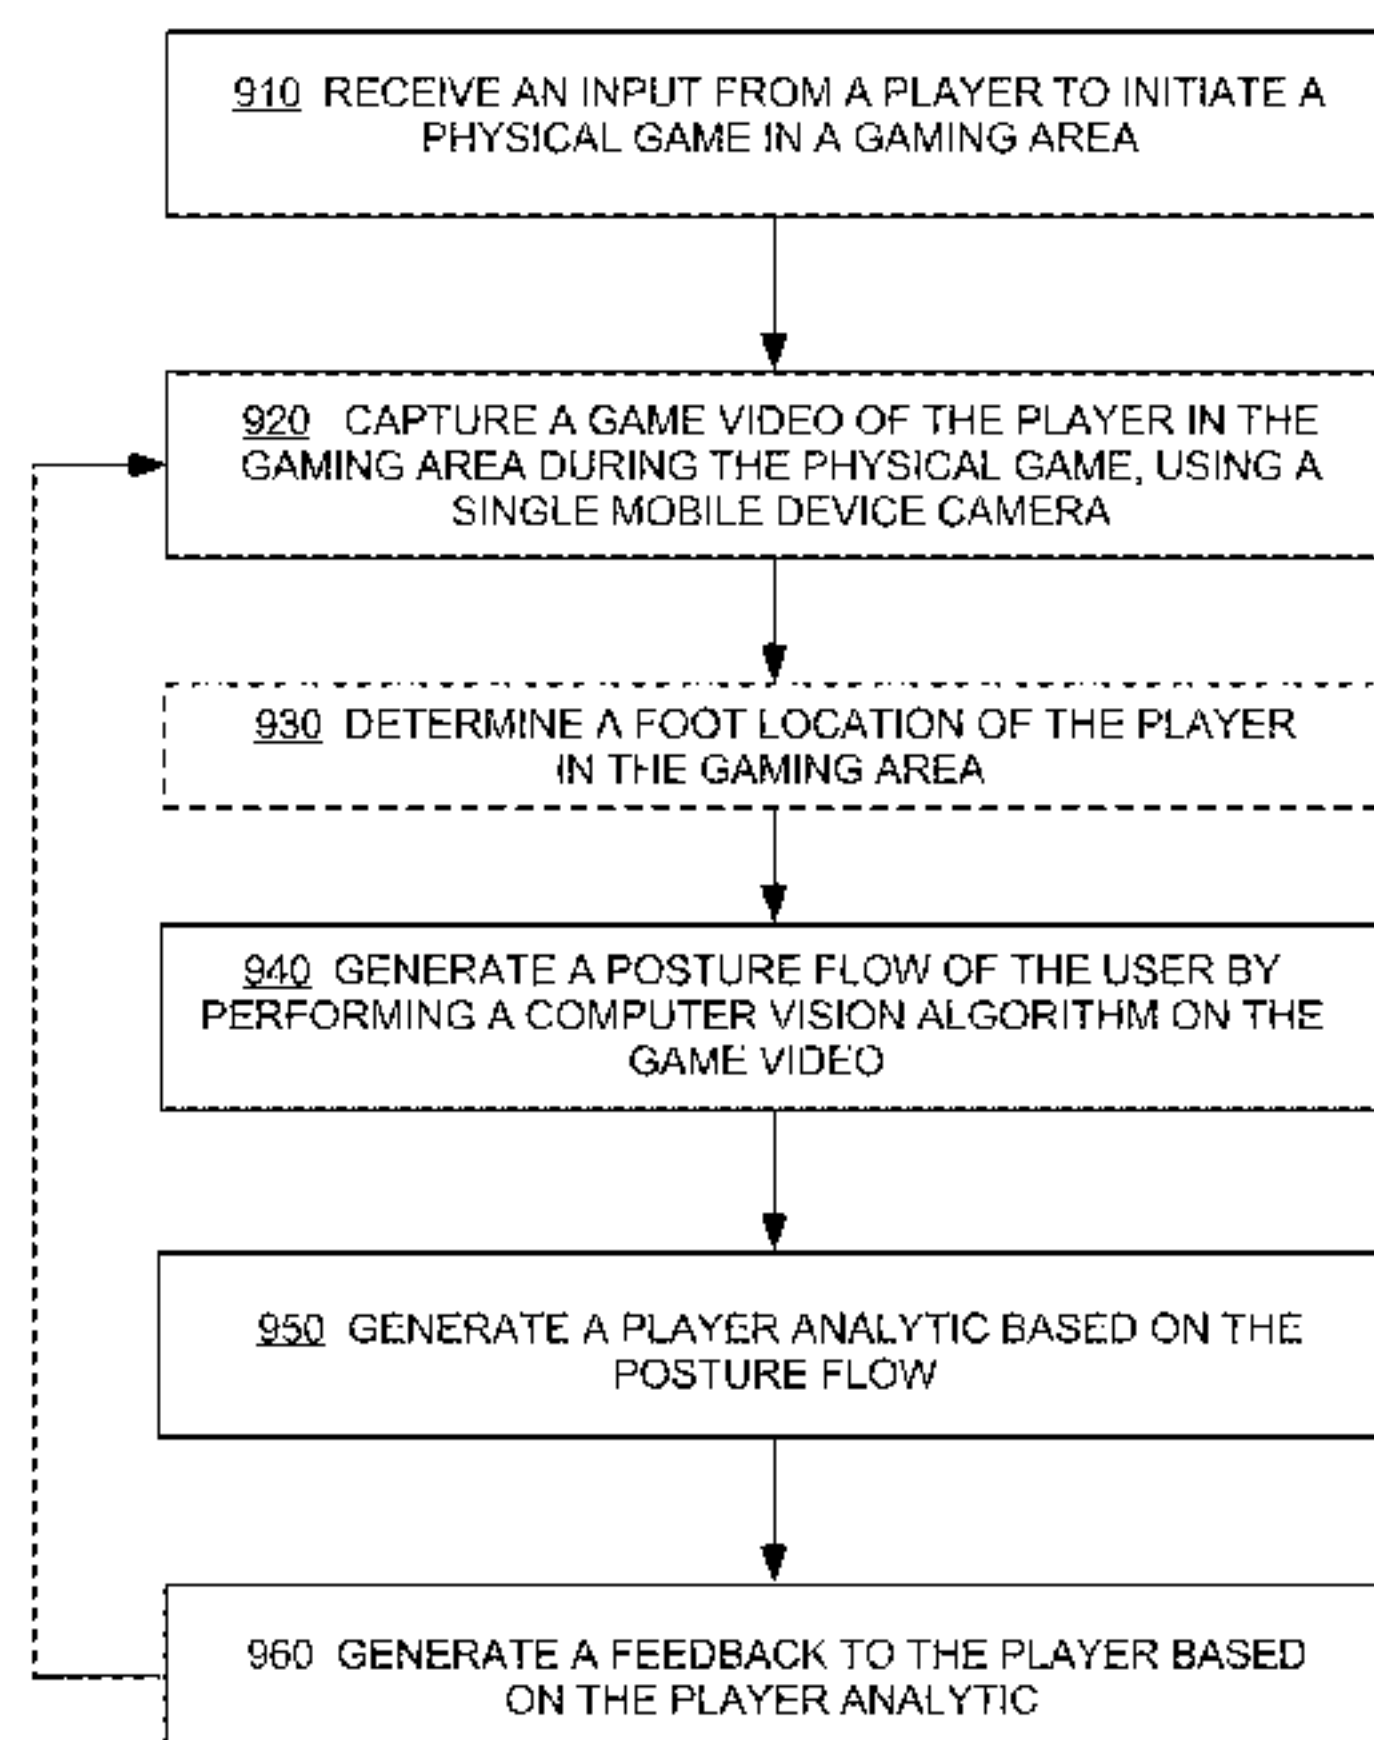 910 RECEIVE AN INPUT FROM A PLAYER TO INITIATE A
PHYSICAL GAME IN A GAMING AREA
920 CAPTURE A GAME VIDEO OF THE PLAYER IN THE
GAMING AREA DURING THE PHYSICAL GAME, USING A
SINGLE MOBILE DEVICE CAMERA
930 DETERMINE A FOOT LOCATION OF THE PLAYER
IN THE GAMING AREA
940 GENERATE A POSTURE FLOW OF THE USER BY
PERFORMING A COMPUTER VISION ALGORITHM ON THE
GAME VIDEO
950 GENERATE A PLAYER ANALYTIC BASED ON THE
POSTURE FLOW
960 GENERATE A FEEDBACK TO THE PLAYER BASED
ON THE PLAYER ANALYTIC